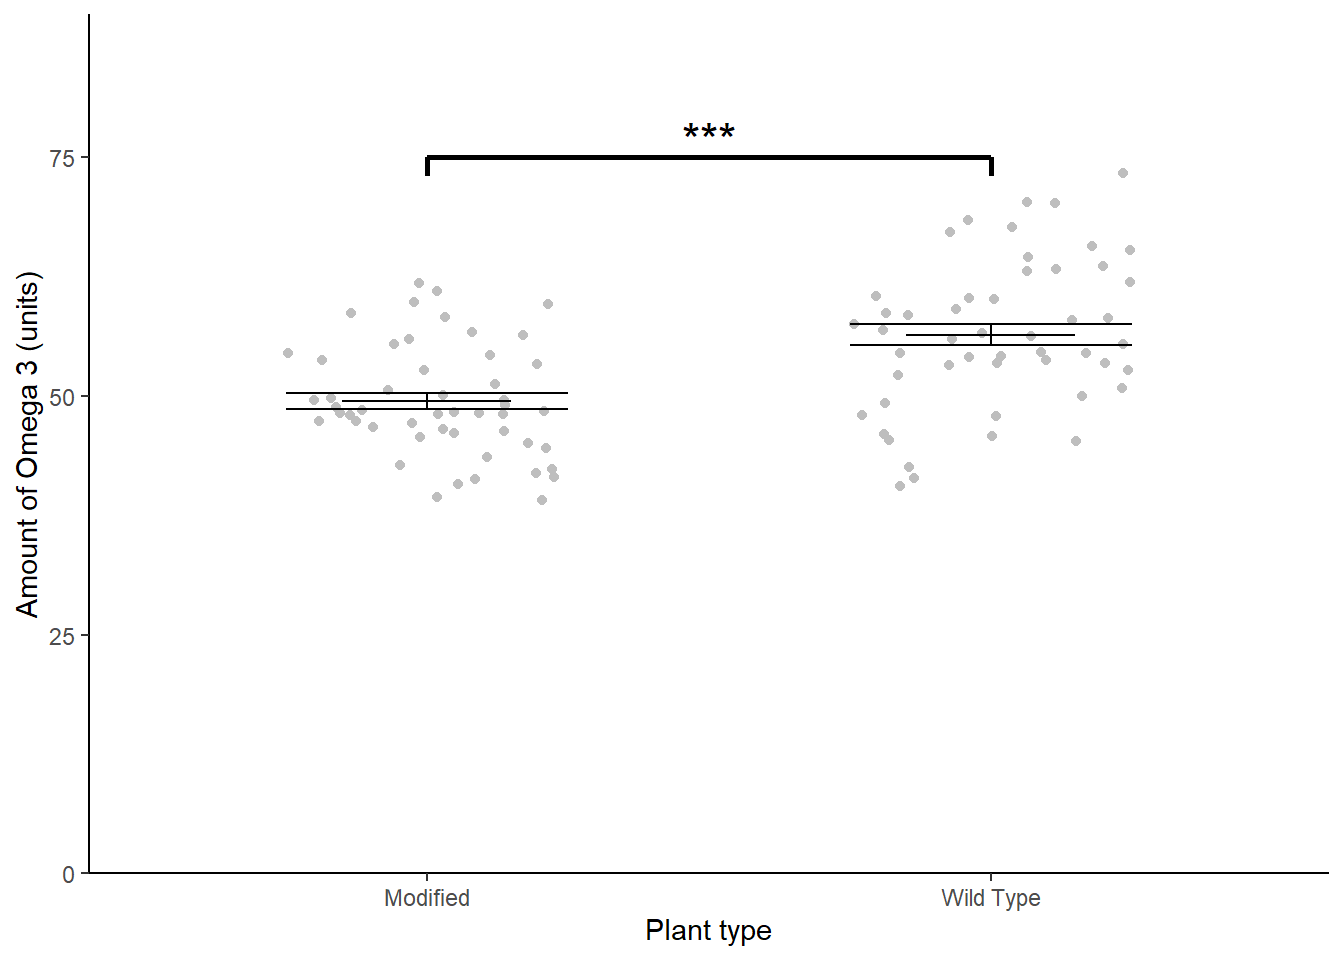 ***
75
50
25
0
Amount of Omega 3 (units)
Modified
Wild Type
Plant type